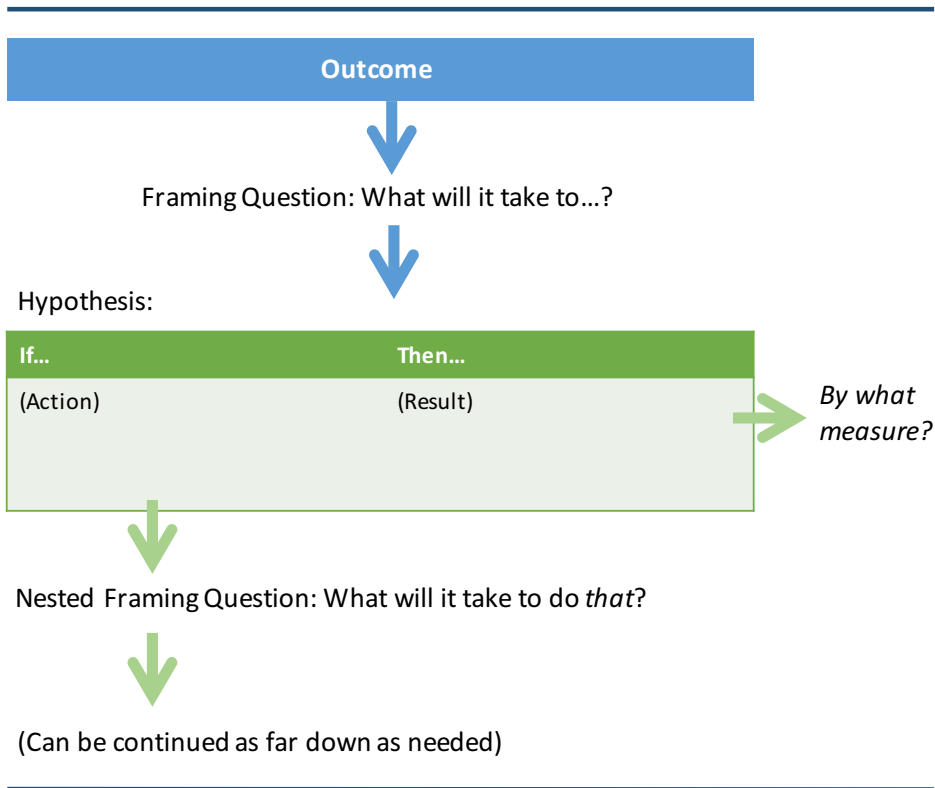 Outcome
Framing Question: What will it take to…?
Hypothesis:
If… Then…
(Action) (Result)
By what
measure?
Nested Framing Question: What will it take to do that?
(Can be continued as far down as needed)